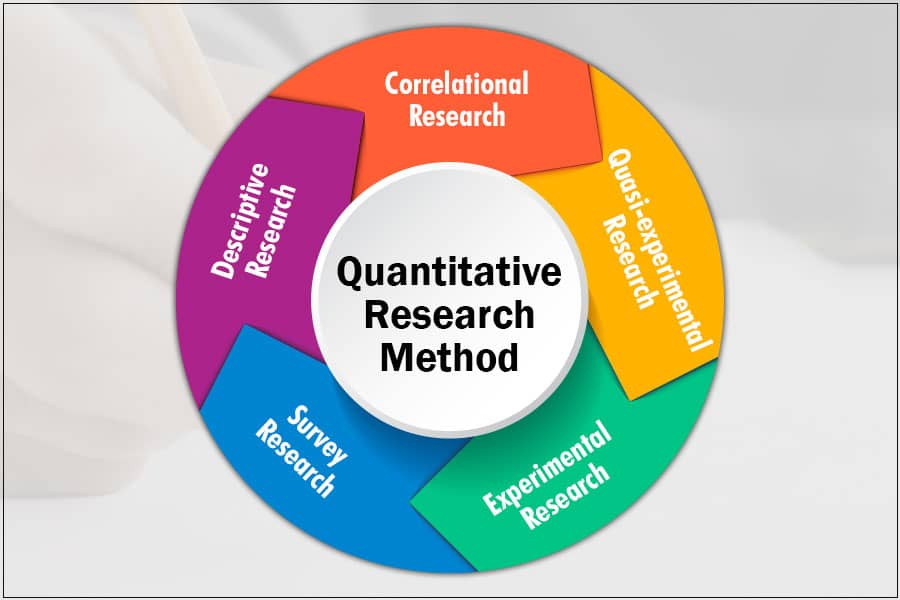 Correlational
Research
Quasi-experimental
Research
Experimental
Research
Survey
Research
Descriptive
Research
Quantitative
Research
Method